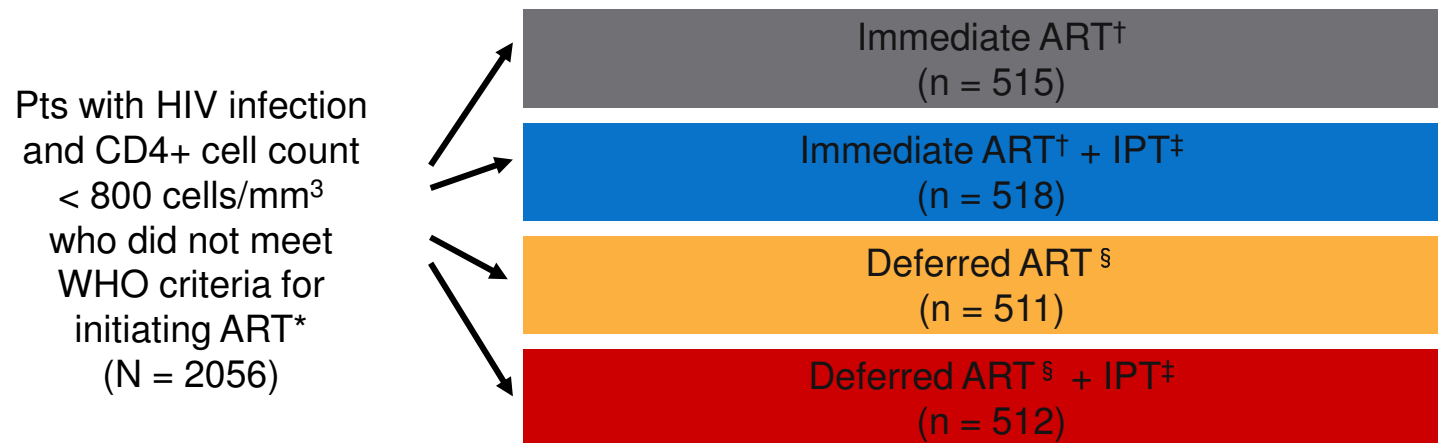 Pts with HIV infection
and CD4+ cell count
< 800 cells/mm³
who did not meet
WHO criteria for
initiating ART*
(N = 2056)
Immediate ART†
(n = 515)
Immediate ART† + IPT‡
(n = 518)
Deferred ART §
(n = 511)
Deferred ART § + IPT‡
(n = 512)